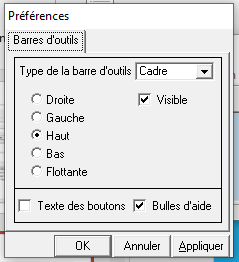 Préférences
Barres d'outils
Type de la barre d'outils Cadre
Droite Visible
Gauche
Haut
Bas
Flottante
Texte des boutons Bulles d'aide
OK Annuler Appliquer